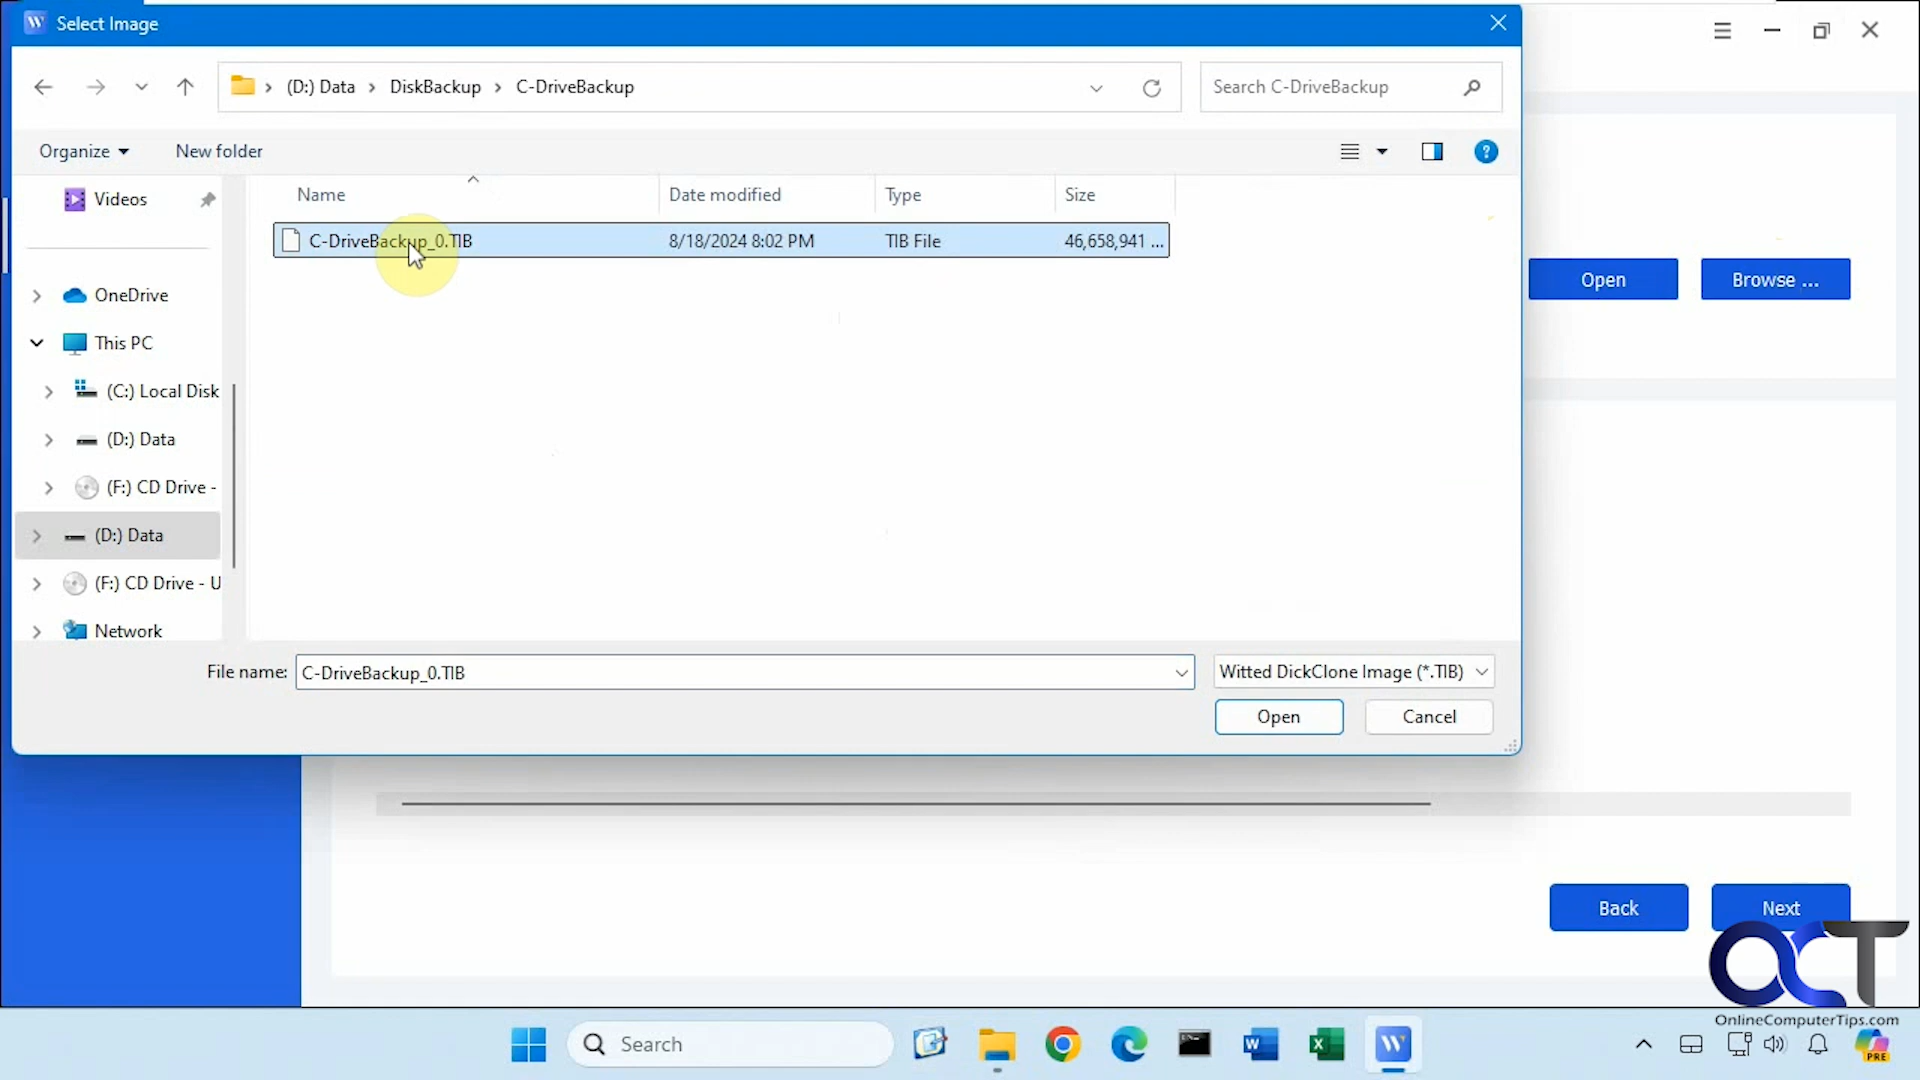 Select Image
(D:) Data > DiskBackup > C-DriveBackup
Search C-DriveBackup
Organize
New folder
?
Name
Date modified
Type
Size
C-DriveBackup_0.TIB
8/18/2024 8:02 PM
TIB File
46,658,941 ...
Videos
OneDrive
This PC
(C:) Local Disk
(D:) Data
(F:) CD Drive -
(D:) Data
(F:) CD Drive - U
Network
Open
Browse ...
File name:
C-DriveBackup_0.TIB
Witted DickClone Image (*.TIB)
Open
Cancel
Back
Next
OCT
OnlineComputerTips.com
Search
PRE